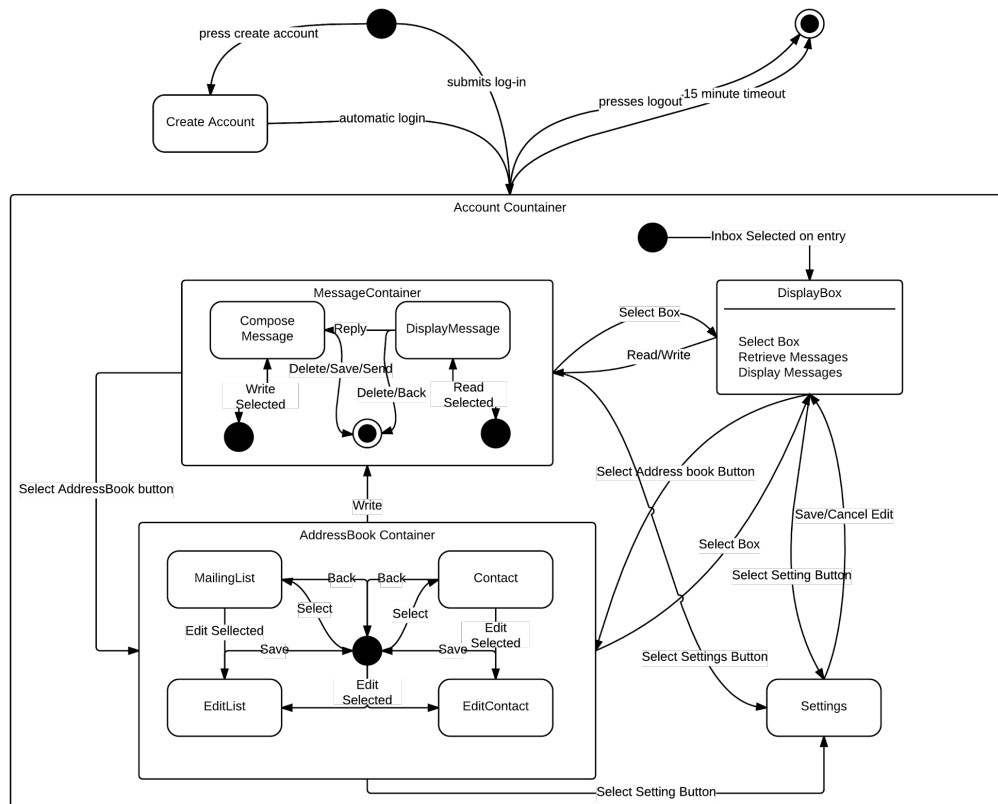 press create account
submits log-in
presses logout
15 minute timeout
Create Account
automatic login
Account Countainer
Inbox Selected on entry
MessageContainer
DisplayBox
Compose
Message
Reply
DisplayMessage
Select Box
Select Box
Retrieve Messages
Display Messages
Read/Write
Delete/Save/Send
Delete/Back
Write
Selected
Read
Selected
Select AddressBook button
Select Address book Button
Write
Save/Cancel Edit
AddressBook Container
Select Box
MailingList
Back
Back
Contact
Select Setting Button
Select
Select
Edit Sellected
Edit
Selected
Save
Save
Select Settings Button
Edit
Selected
EditList
EditContact
Settings
Select Setting Button